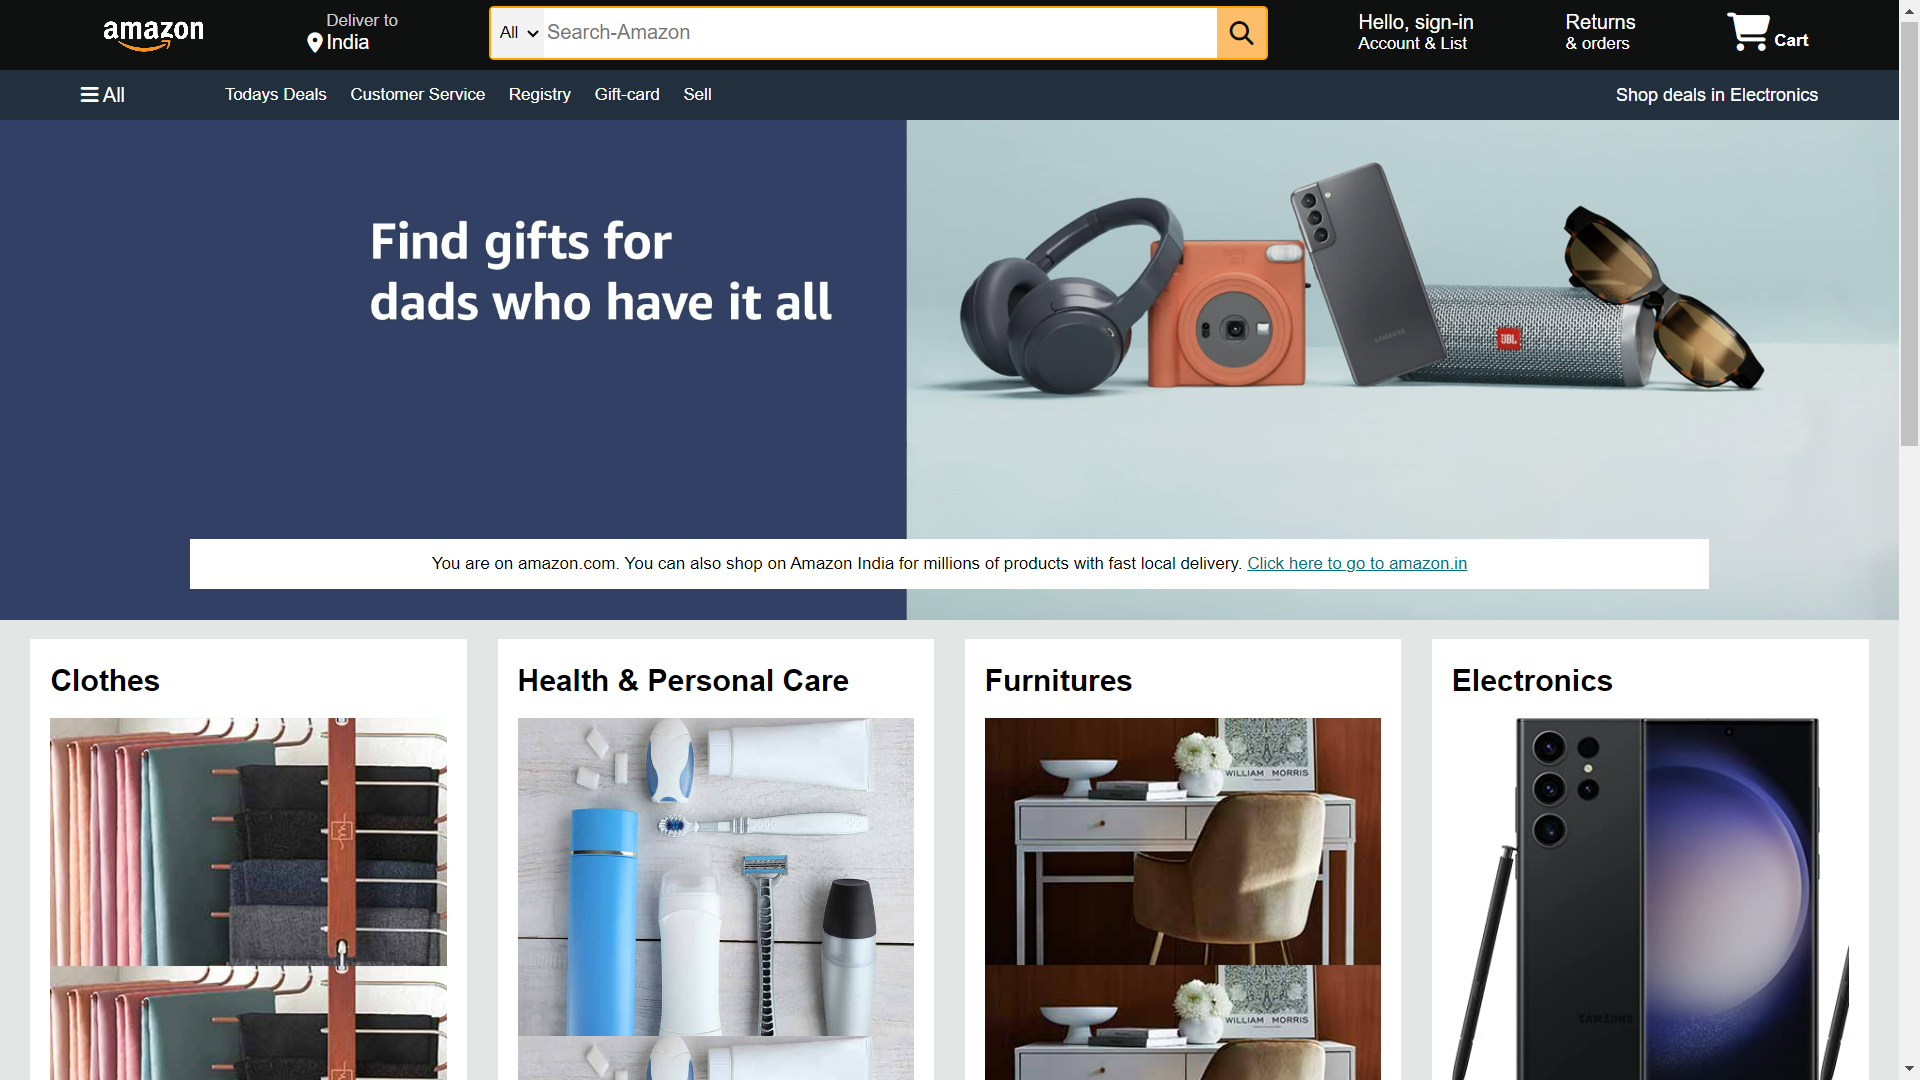 amazon
Deliver to
India
All
Search-Amazon
Hello, sign-in
Account & List
Returns
& orders
Cart
All
Todays Deals
Customer Service
Registry
Gift-card
Sell
Shop deals in Electronics
Find gifts for
dads who have it all
SAMSUNG
JBL
You are on amazon.com. You can also shop on Amazon India for millions of products with fast local delivery. Click here to go to amazon.in
Clothes
Health & Personal Care
Furnitures
Electronics
WILLIAM MORRIS
SAMSUNG
WILLIAM MORRIS